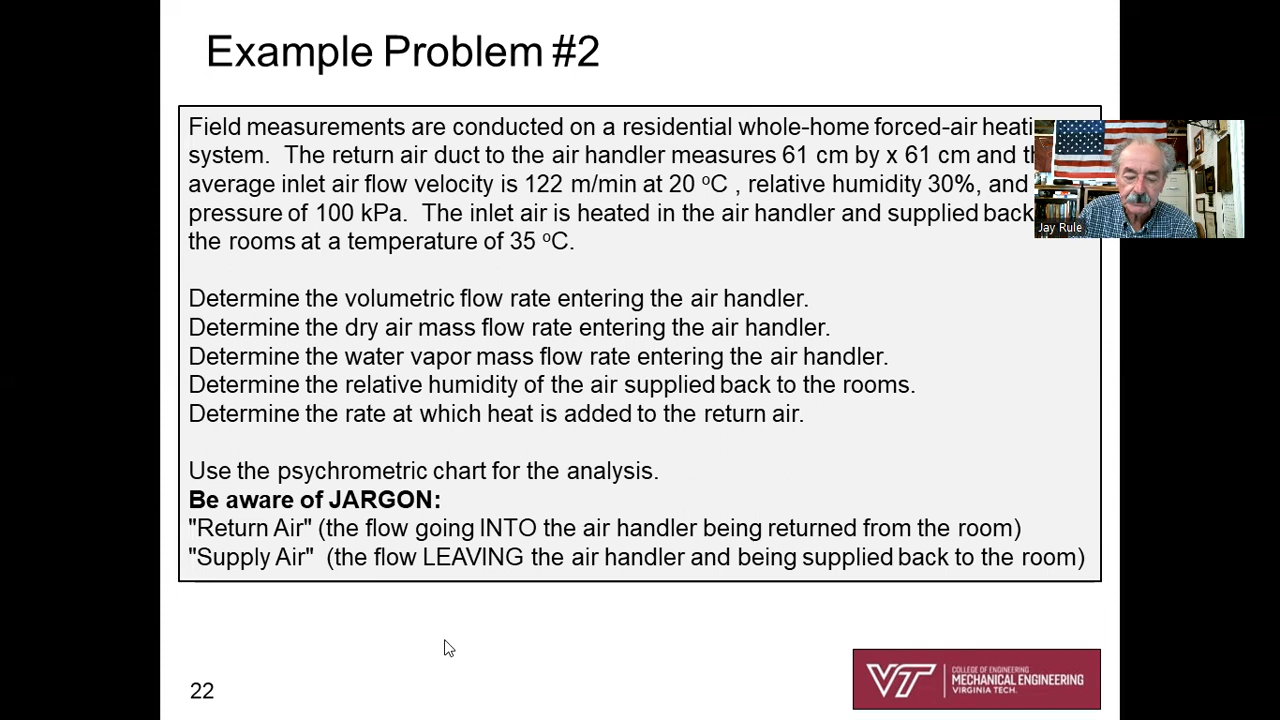 Example Problem #2
Field measurements are conducted on a residential whole-home forced-air
system. The return air duct to the air handler measures 61 cm by x 61 cm and
average inlet air flow velocity is 122 m/min at 20 ºC , relative humidity 30%, and
pressure of 100 kPa. The inlet air is heated in the air handler and supplied back
the rooms at a temperature of 35 ºC.
Determine the volumetric flow rate entering the air handler.
Determine the dry air mass flow rate entering the air handler.
Determine the water vapor mass flow rate entering the air handler.
Determine the relative humidity of the air supplied back to the rooms.
Determine the rate at which heat is added to the return air.
Use the psychrometric chart for the analysis.
Be aware of JARGON:
"Return Air" (the flow going INTO the air handler being returned from the room)
"Supply Air" (the flow LEAVING the air handler and being supplied back to the room)
Jay Rule
22
VT
COLLEGE OF ENGINEERING
MECHANICAL ENGINEERING
VIRGINIA TECH.